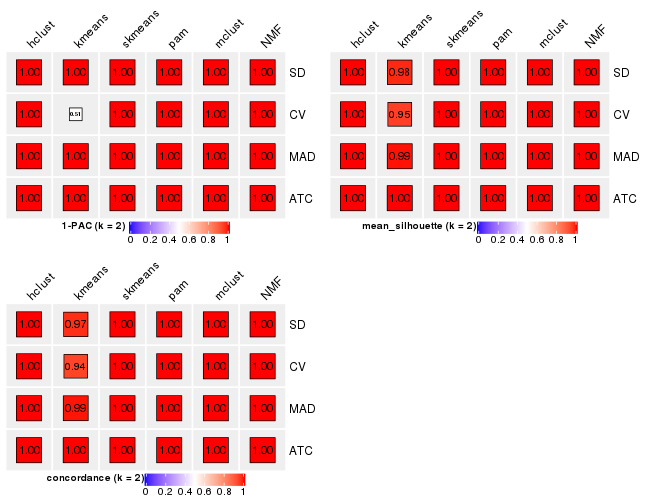 hclust kmeans skmeans pam mclust NMF
1.00 1.00 1.00 1.00 1.00 1.00 SD
1.00 0.51 1.00 1.00 1.00 1.00 CV
1.00 1.00 1.00 1.00 1.00 1.00 MAD
1.00 1.00 1.00 1.00 1.00 1.00 ATC
1-PAC (k = 2)
0 0.2 0.4 0.6 0.8 1
hclust kmeans skmeans pam mclust NMF
1.00 0.98 1.00 1.00 1.00 1.00 SD
1.00 0.95 1.00 1.00 1.00 1.00 CV
1.00 0.99 1.00 1.00 1.00 1.00 MAD
1.00 1.00 1.00 1.00 1.00 1.00 ATC
mean_silhouette (k = 2)
0 0.2 0.4 0.6 0.8 1
hclust kmeans skmeans pam mclust NMF
1.00 0.97 1.00 1.00 1.00 1.00 SD
1.00 0.94 1.00 1.00 1.00 1.00 CV
1.00 0.99 1.00 1.00 1.00 1.00 MAD
1.00 1.00 1.00 1.00 1.00 1.00 ATC
concordance (k = 2)
0 0.2 0.4 0.6 0.8 1